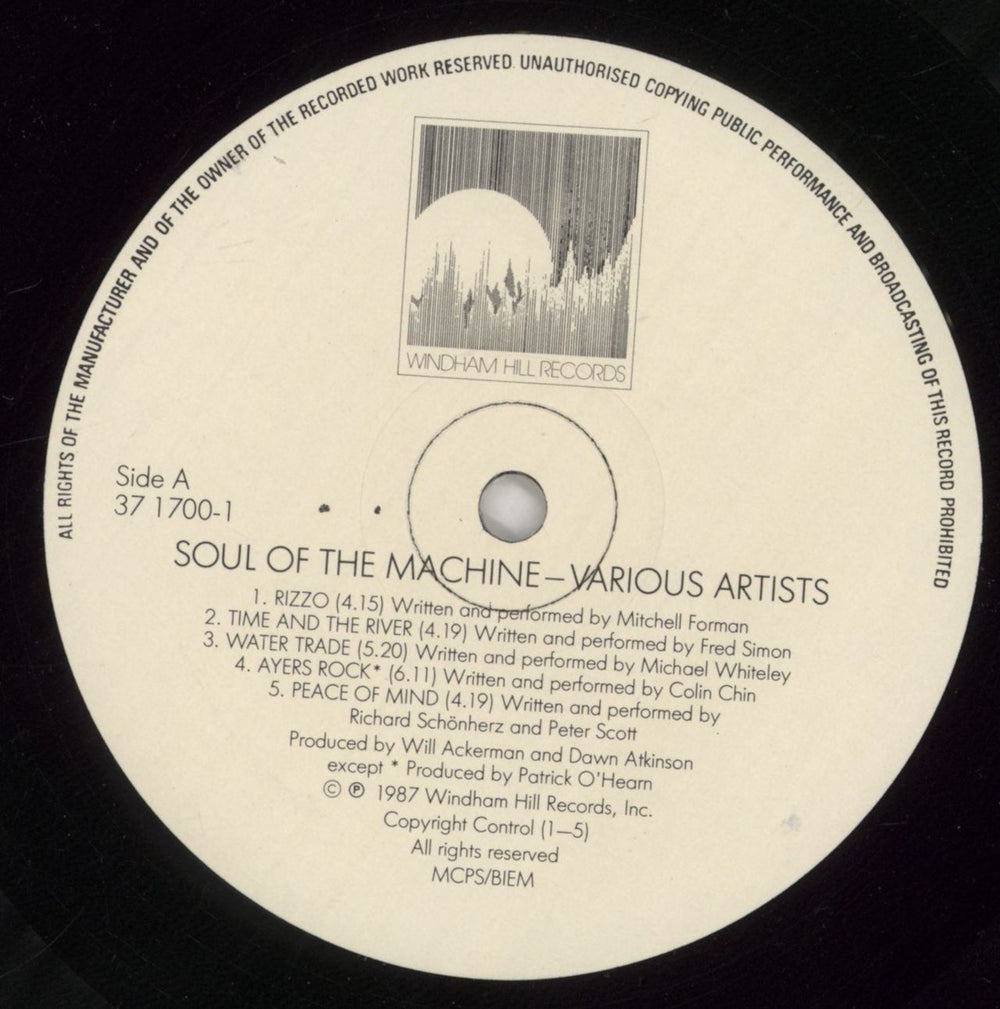 ALL RIGHTS OF THE MANUFACTURER AND OF THE OWNER OF THE RECORDED WORK RESERVED. UNAUTHORISED COPYING PUBLIC PERFORMANCE AND BROADCASTING OF THIS RECORD PROHIBITED
WINDHAM HILL RECORDS
Side A
37 1700-1
SOUL OF THE MACHINE—VARIOUS ARTISTS
1. RIZZO (4.15) Written and performed by Mitchell Forman
2. TIME AND THE RIVER (4.19) Written and performed by Fred Simon
3. WATER TRADE (5.20) Written and performed by Michael Whiteley
4. AYERS ROCK* (6.11) Written and performed by Colin Chin
5. PEACE OF MIND (4.19) Written and performed by
Richard Schönherz and Peter Scott
Produced by Will Ackerman and Dawn Atkinson
except * Produced by Patrick O'Hearn
© ℗ 1987 Windham Hill Records, Inc.
Copyright Control (1—5)
All rights reserved
MCPS/BIEM